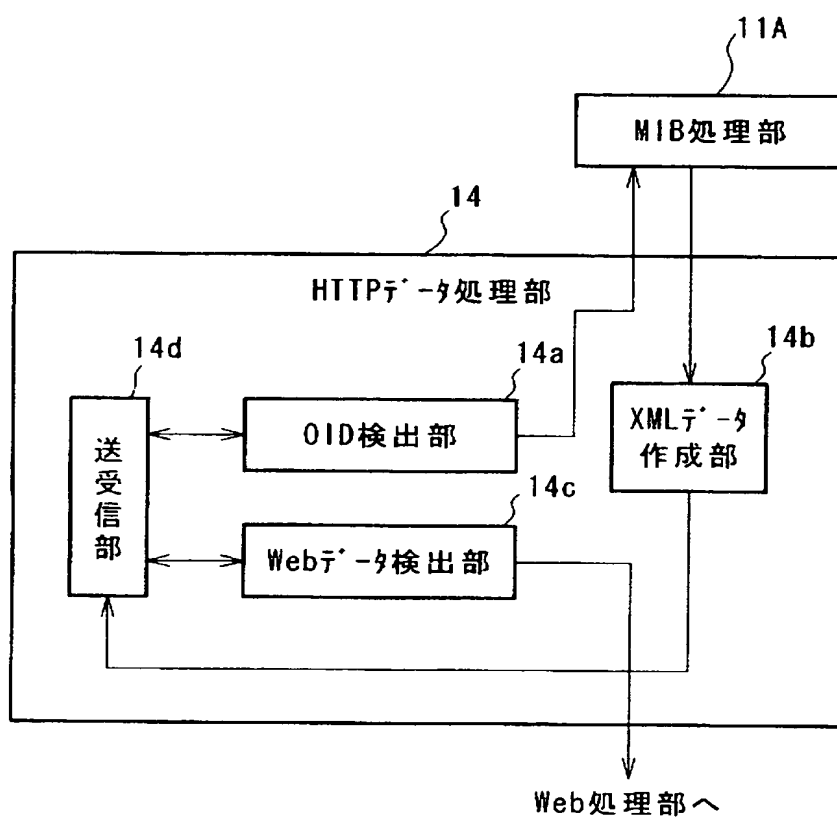 11A
MIB処理部
14
HTTPデータ処理部
14d
14a
14b
送受信部
OID検出部
XMLデータ
作成部
14c
Webデータ検出部
Web処理部へ